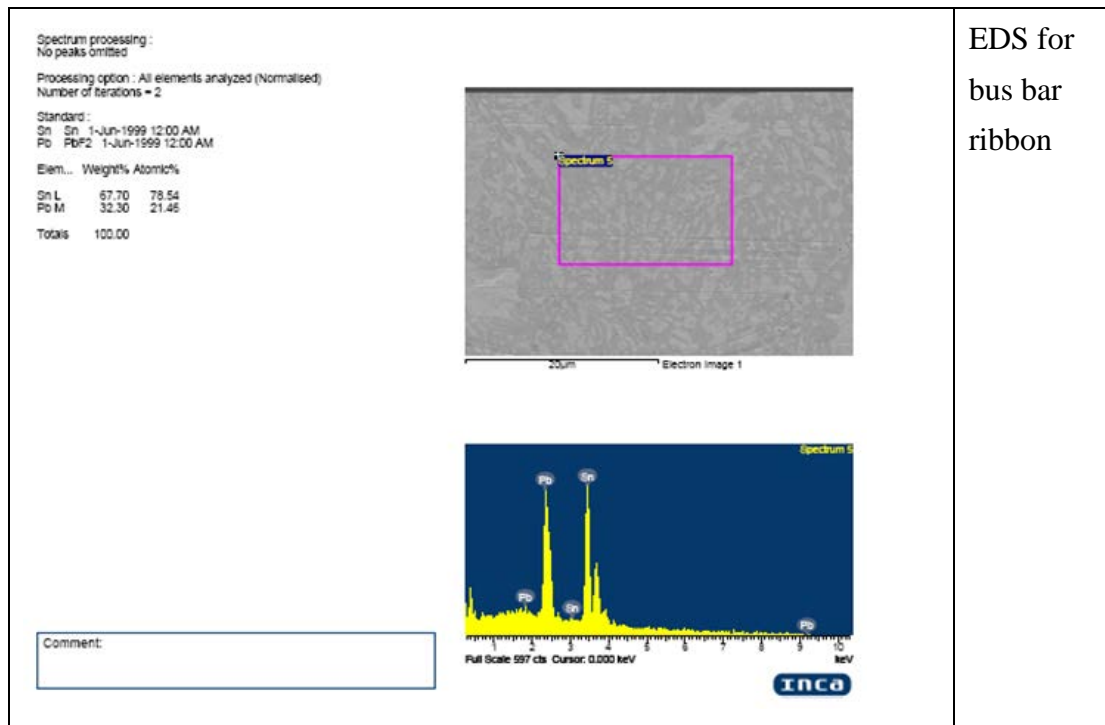 Spectrum processing :
No peaks omitted
Processing option : All elements analyzed (Normalised)
Number of iterations = 2
Standard :
Sn Sn 1-Jun-1999 12:00 AM
Pb PbF2 1-Jun-1999 12:00 AM
Elem... Weight% Atomic%
Sn L 67.70 78.54
Pb M 32.30 21.46
Totals 100.00
Comment:
Spectrum 5
20µm Electron Image 1
Spectrum 5
Pb Sn
Pb Sn Pb
1 2 3 4 5 6 7 8 9 10
Full Scale 597 cts Cursor: 0.000 keV keV
INCA
EDS for
bus bar
ribbon